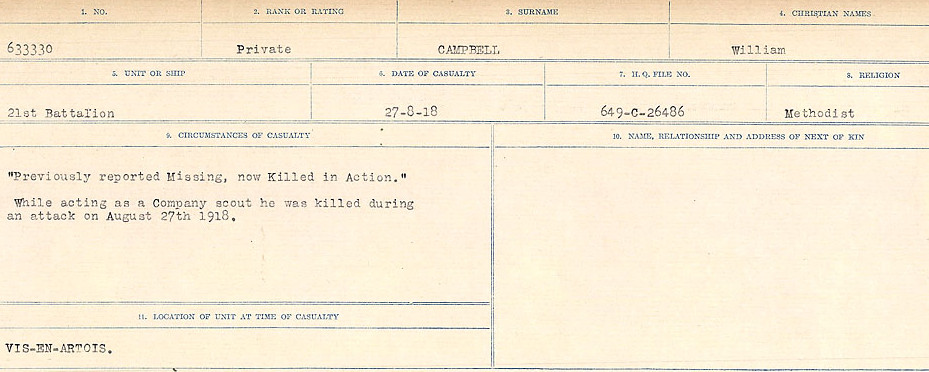 1. NO. 2. RANK OR RATING 3. SURNAME 4. CHRISTIAN NAMES
633330 Private CAMPBELL William
5. UNIT OR SHIP 6. DATE OF CASUALTY 7. H. Q. FILE NO. 8. RELIGION
21st Battalion 27-8-18 649-C-26486 Methodist
9. CIRCUMSTANCES OF CASUALTY 10. NAME, RELATIONSHIP AND ADDRESS OF NEXT OF KIN
"Previously reported Missing, now Killed in Action."
While acting as a Company scout he was killed during
an attack on August 27th 1918.
11. LOCATION OF UNIT AT TIME OF CASUALTY
VIS-EN-ARTOIS.